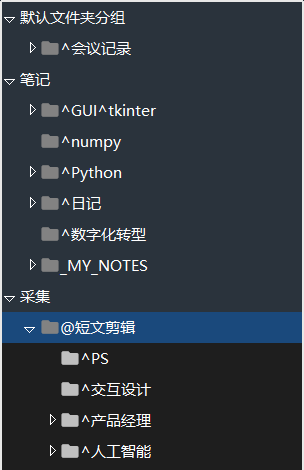 默认文件夹分组
^会议记录
笔记
^GUI^tkinter
^numpy
^Python
^日记
^数字化转型
_MY_NOTES
采集
@短文剪辑
^PS
^交互设计
^产品经理
^人工智能